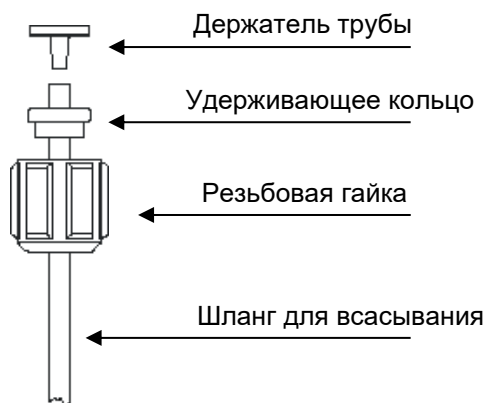 Держатель трубы
Удерживающее кольцо
Резьбовая гайка
Шланг для всасывания